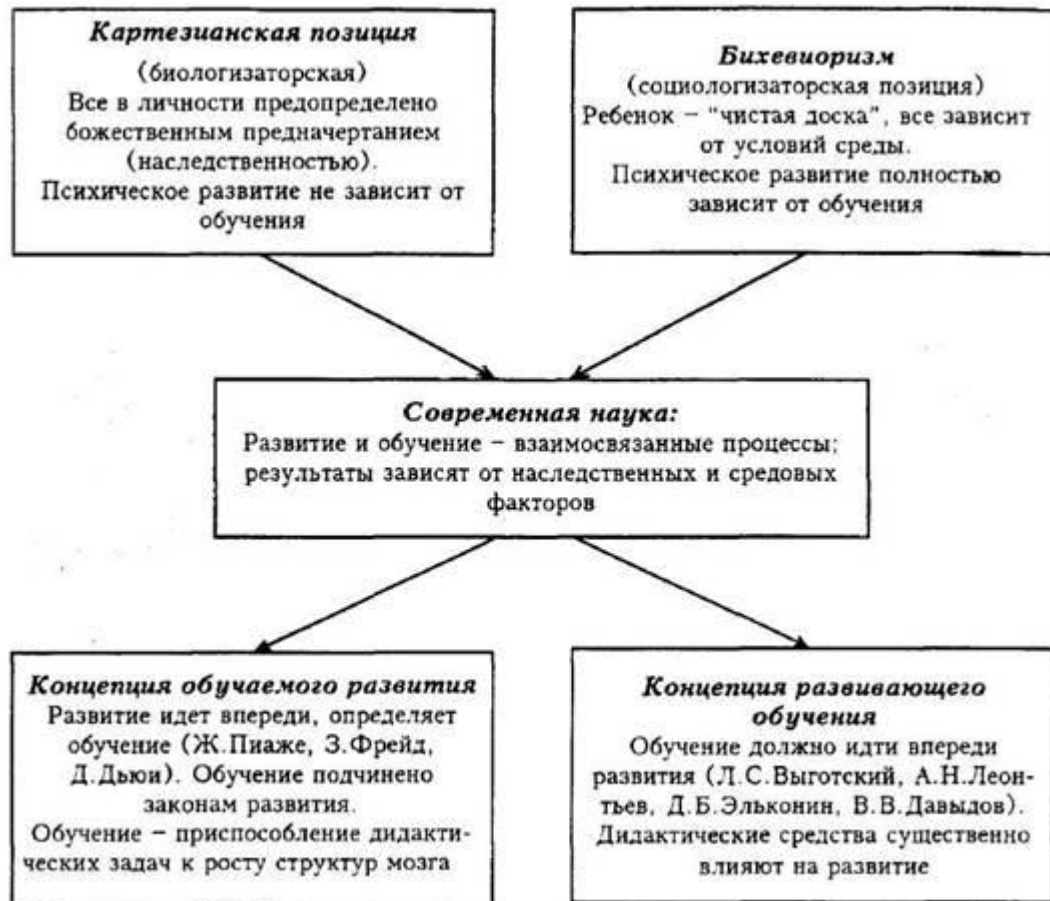 Картезианская позиция
(биологизаторская)
Все в личности предопределено
божественным предначертанием
(наследственностью).
Психическое развитие не зависит от
обучения
Бихевиоризм
(социологизаторская позиция)
Ребенок – "чистая доска", все зависит
от условий среды.
Психическое развитие полностью
зависит от обучения
Современная наука:
Развитие и обучение – взаимосвязанные процессы;
результаты зависят от наследственных и средовых
факторов
Концепция обучаемого развития
Развитие идет впереди, определяет
обучение (Ж.Пиаже, З.Фрейд,
Д.Дьюи). Обучение подчинено
законам развития.
Обучение – приспособление дидакти-
ческих задач к росту структур мозга
Концепция развивающего
обучения
Обучение должно идти впереди
развития (Л.С.Выготский, А.Н.Леон-
тьев, Д.Б.Эльконин, В.В.Давыдов).
Дидактические средства существенно
влияют на развитие